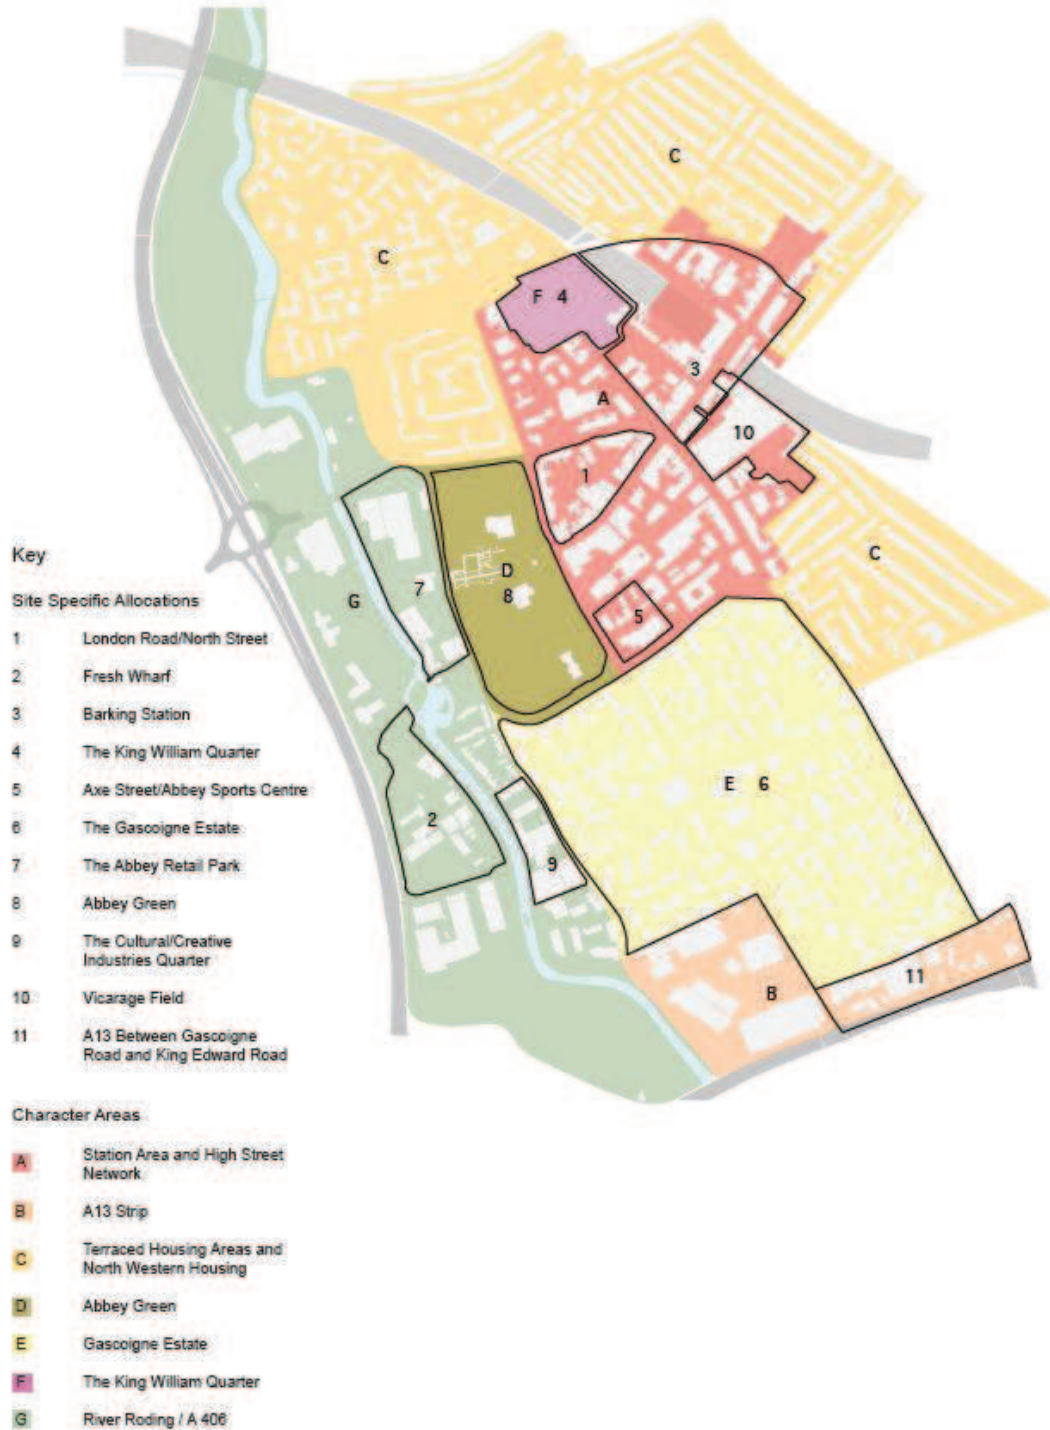 C
C
F 4
3
A
10
1
C
D
8
7
G
5
E 6
2
9
11
B
Key
Site Specific Allocations
1 London Road/North Street
2 Fresh Wharf
3 Barking Station
4 The King William Quarter
5 Axe Street/Abbey Sports Centre
6 The Gascoigne Estate
7 The Abbey Retail Park
8 Abbey Green
9 The Cultural/Creative
Industries Quarter
10 Vicarage Field
11 A13 Between Gascoigne
Road and King Edward Road
Character Areas
A Station Area and High Street
Network
B A13 Strip
C Terraced Housing Areas and
North Western Housing
D Abbey Green
E Gascoigne Estate
F The King William Quarter
G River Roding / A 406